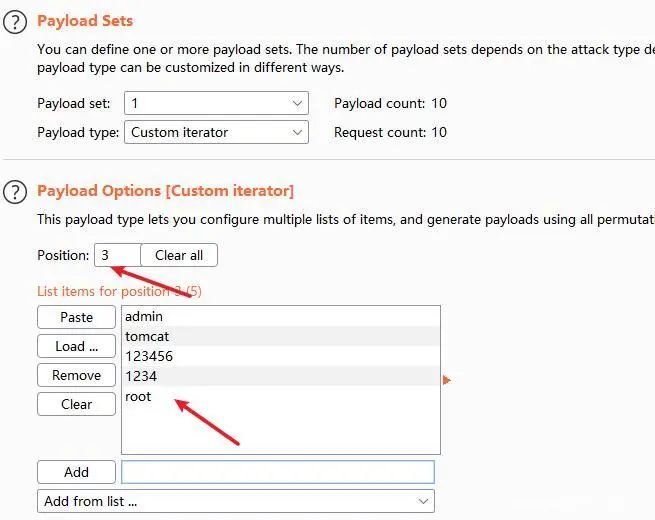 Payload Sets
You can define one or more payload sets. The number of payload sets depends on the attack type de
payload type can be customized in different ways.
Payload set: 1 Payload count: 10
Payload type: Custom iterator Request count: 10
Payload Options [Custom iterator]
This payload type lets you configure multiple lists of items, and generate payloads using all permutati
Position: 3 Clear all
List items for position 3 (5)
Paste admin
tomcat
Load ... 123456
Remove 1234
Clear root
Add
Add from list ...